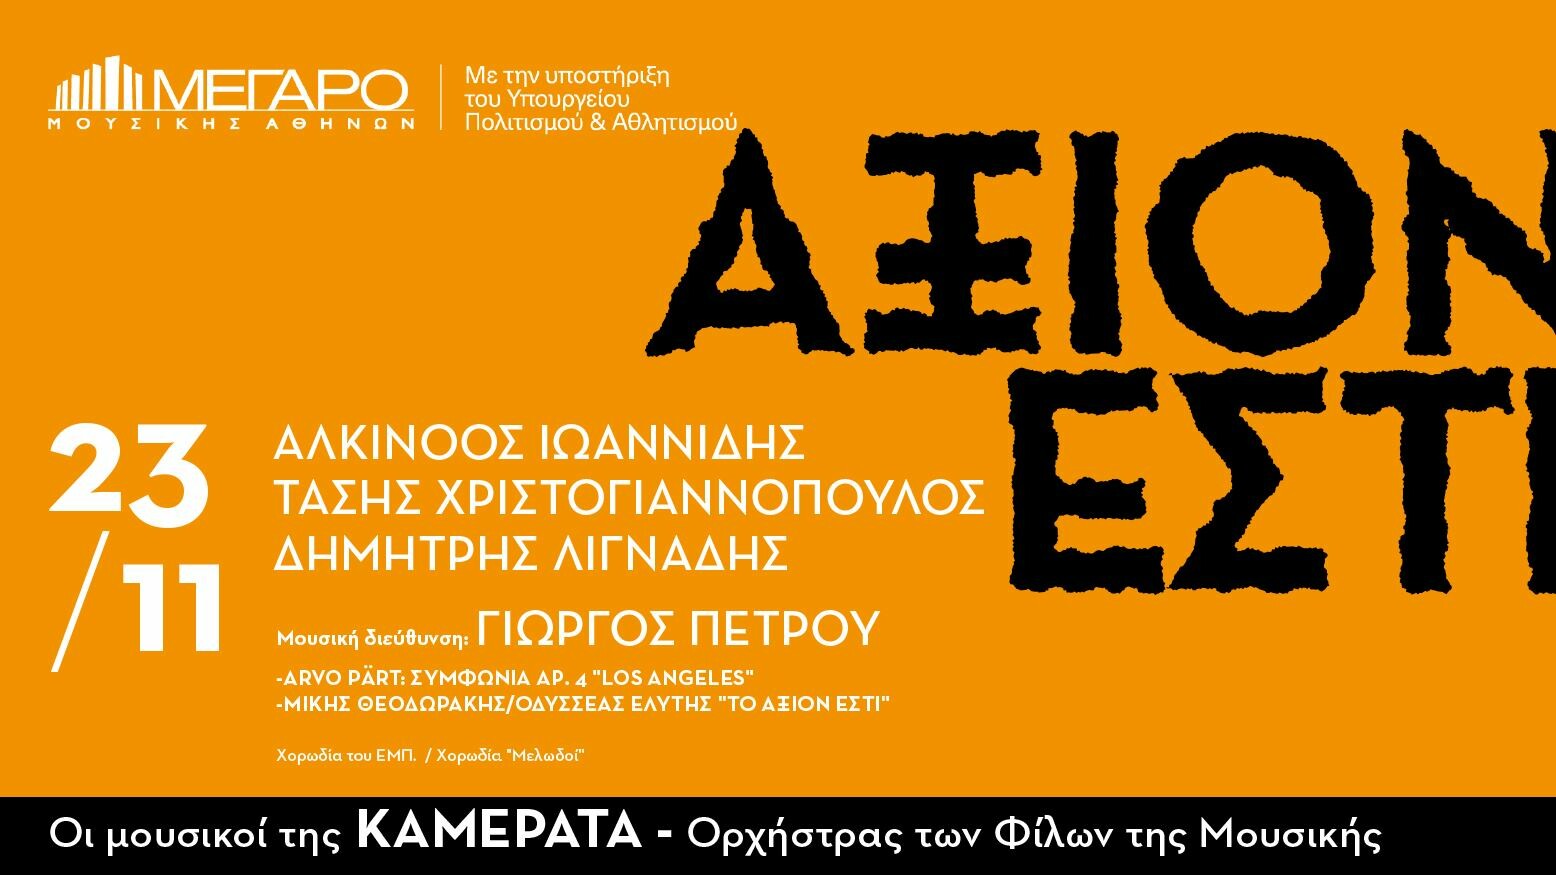 ΜΕΓΑΡΟ
ΜΟΥΣΙΚΗΣ ΑΘΗΝΩΝ
Με την υποστήριξη
του Υπουργείου
Πολιτισμού & Αθλητισμού
ΑΞΙΟΝ
ΕΣΤΙ
23
/11
ΑΛΚΙΝΟΟΣ ΙΩΑΝΝΙΔΗΣ
ΤΑΣΗΣ ΧΡΙΣΤΟΓΙΑΝΝΟΠΟΥΛΟΣ
ΔΗΜΗΤΡΗΣ ΛΙΓΝΑΔΗΣ
Μουσική διεύθυνση: ΓΙΩΡΓΟΣ ΠΕΤΡΟΥ
-ARVO PÄRT: ΣΥΜΦΩΝΙΑ ΑΡ. 4 "LOS ANGELES"
-ΜΙΚΗΣ ΘΕΟΔΩΡΑΚΗΣ/ΟΔΥΣΣΕΑΣ ΕΛΥΤΗΣ "ΤΟ ΑΞΙΟΝ ΕΣΤΙ"
Χορωδία του ΕΜΠ. / Χορωδία "Μελωδοί"
Οι μουσικοί της ΚΑΜΕΡΑΤΑ - Ορχήστρας των Φίλων της Μουσικής